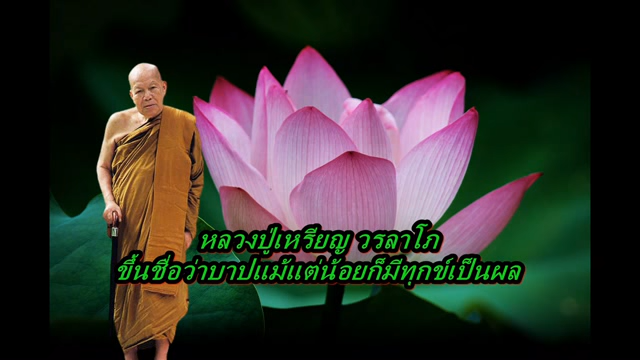 หลวงปู่เหรียญ วรลาโภ
ขึ้นชื่อว่าบาปแม้แต่น้อยก็มีทุกข์เป็นผล